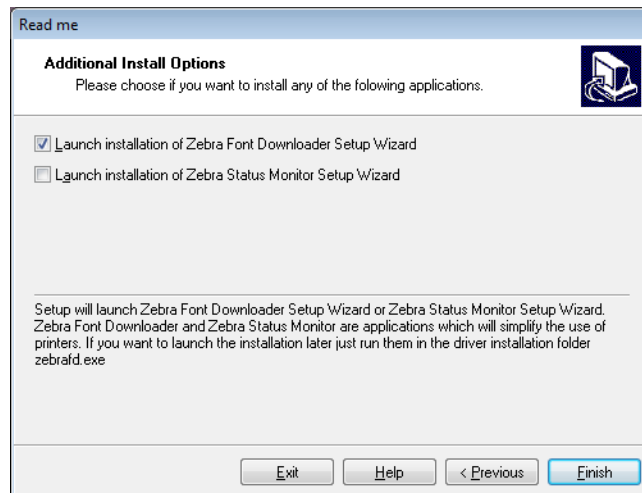 Read me
Additional Install Options
Please choose if you want to install any of the folowing applications.
Launch installation of Zebra Font Downloader Setup Wizard
Launch installation of Zebra Status Monitor Setup Wizard
Setup will launch Zebra Font Downloader Setup Wizard or Zebra Status Monitor Setup Wizard.
Zebra Font Downloader and Zebra Status Monitor are applications which will simplify the use of
printers. If you want to launch the installation later just run them in the driver installation folder
zebrafd.exe
Exit
Help
< Previous
Finish